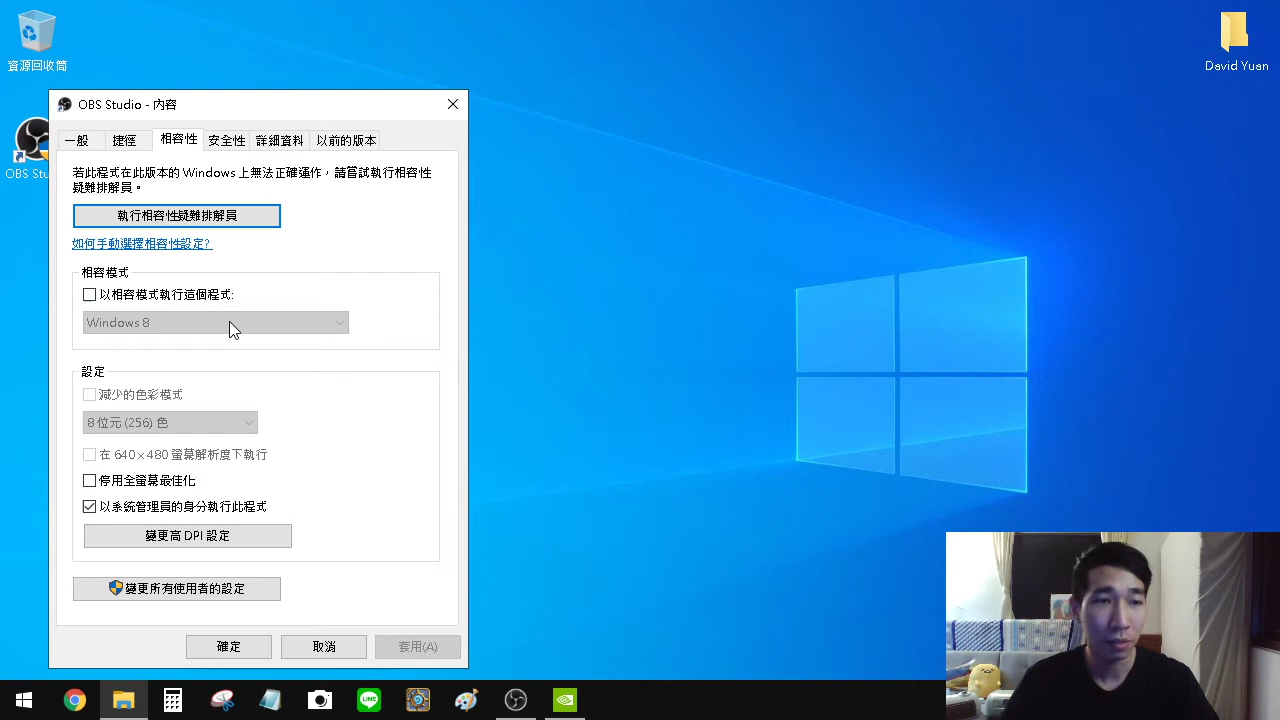 資源回收筒
David Yuan
OBS Studio - 內容
一般
捷徑
相容性
安全性
詳細資料
以前的版本
OBS Stu
若此程式在此版本的 Windows 上無法正確運作，請嘗試執行相容性
疑難排解員。
執行相容性疑難排解員
如何手動選擇相容性設定?
相容模式
以相容模式執行這個程式:
Windows 8
設定
減少的色彩模式
8 位元 (256) 色
在 640 x 480 螢幕解析度下執行
停用全螢幕最佳化
以系統管理員的身分執行此程式
變更高 DPI 設定
變更所有使用者的設定
確定
取消
套用(A)
LINE